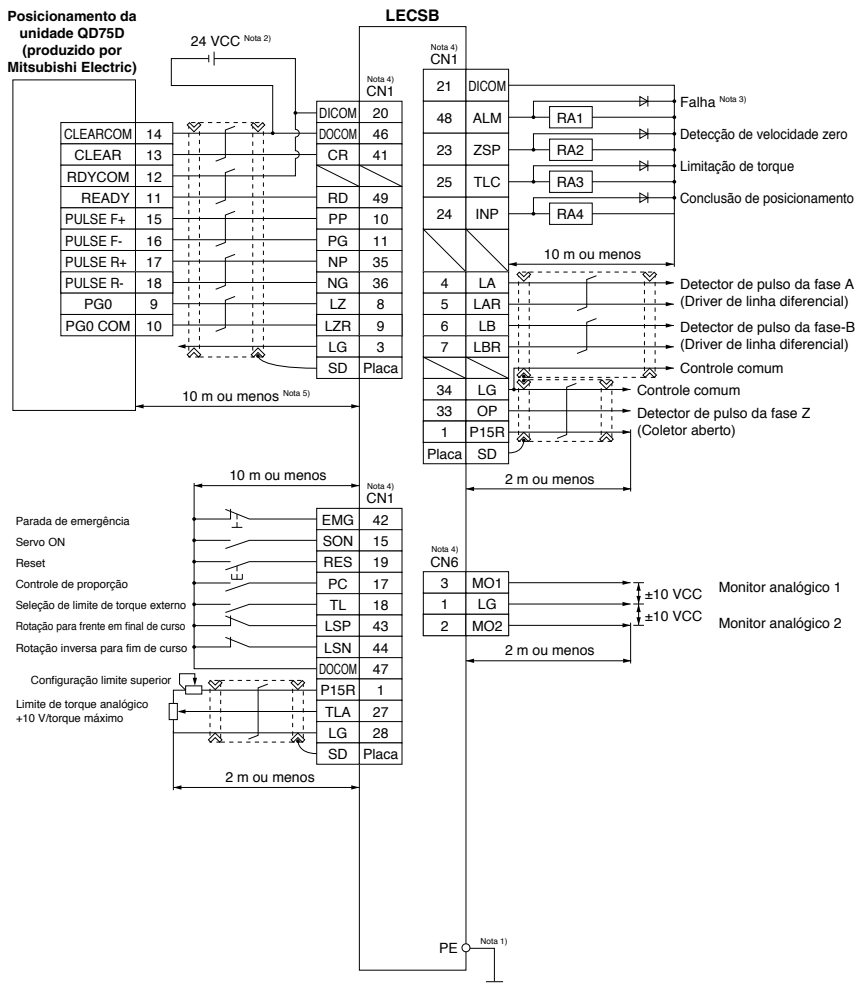 Posicionamento da
unidade QD75D
(produzido por
Mitsubishi Electric)
24 VCC Nota 2)
LECSB
Nota 4)
CN1
DICOM 20
CLEARCOM 14 DOCOM 46
CLEAR 13 CR 41
RDYCOM 12
READY 11 RD 49
PULSE F+ 15 PP 10
PULSE F- 16 PG 11
PULSE R+ 17 NP 35
PULSE R- 18 NG 36
PG0 9 LZ 8
PG0 COM 10 LZR 9
LG 3
SD Placa
10 m ou menos Nota 5)
Nota 4)
CN1
21 DICOM
Falha Nota 3)
48 ALM RA1
Detecção de velocidade zero
23 ZSP RA2
Limitação de torque
25 TLC RA3
Conclusão de posicionamento
24 INP RA4
10 m ou menos
4 LA Detector de pulso da fase A
5 LAR (Driver de linha diferencial)
6 LB Detector de pulso da fase-B
7 LBR (Driver de linha diferencial)
Controle comum
34 LG Controle comum
33 OP Detector de pulso da fase Z
1 P15R (Coletor aberto)
Placa SD
2 m ou menos
10 m ou menos
Nota 4)
CN1
Parada de emergência EMG 42
Servo ON SON 15
Reset RES 19
Controle de proporção PC 17
Seleção de limite de torque externo TL 18
Rotação para frente em final de curso LSP 43
Rotação inversa para fim de curso LSN 44
DOCOM 47
Configuração limite superior P15R 1
Limite de torque analógico
+10 V/torque máximo
TLA 27
LG 28
SD Placa
2 m ou menos
Nota 4)
CN6
3 MO1 ±10 VCC Monitor analógico 1
1 LG
2 MO2 ±10 VCC Monitor analógico 2
2 m ou menos
PE Nota 1)